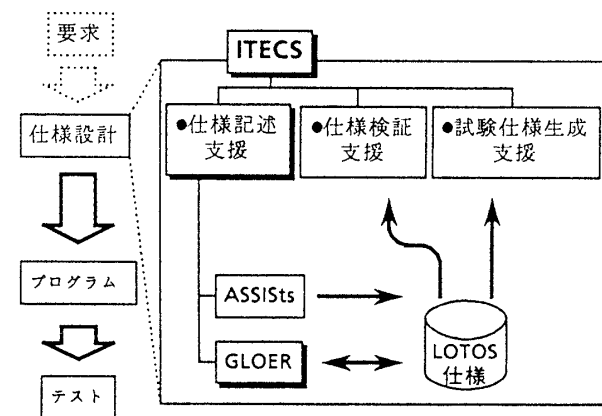 要求
仕様設計
プログラム
テスト
ITECS
●仕様記述
支援
●仕様検証
支援
●試験仕様生成
支援
ASSISts
GLOER
LOTOS
仕様